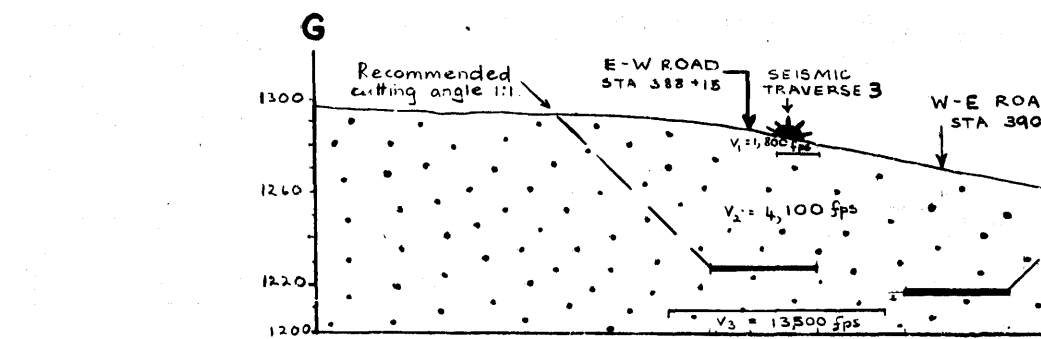 G
Recommended
cutting angle 1:1.
E-W ROAD
STA 388+15
SEISMIC
TRAVERSE 3
W-E ROA
STA 390
1300
V1 = 1,800 fps
1260
V2 = 4,100 fps
1220
1200
V3 = 13,500 fps